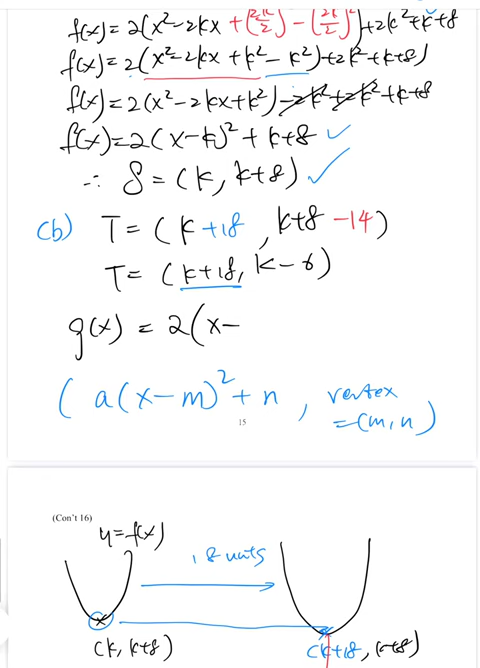 f(x) = 2(x² - 2kx + (2k/2)² - (2k/2)²) + 2k² + k + 8
f(x) = 2(x² - 2kx + k² - k²) + 2k² + k + 8)
f(x) = 2(x² - 2kx + k²) - 2k² + 2k² + k + 8
f(x) = 2(x - k)² + k + 8 ✓
∴ S = (k, k+8) ✓
(b) T = (k +18, k+8 -14)
T = (k+18, k-6)
g(x) = 2(x-
( a(x-m)² + n, vertex
=(m,n)
15
(Con't 16)
y=f(x)
18 units
(k, k+8)
(k+18, k+8)